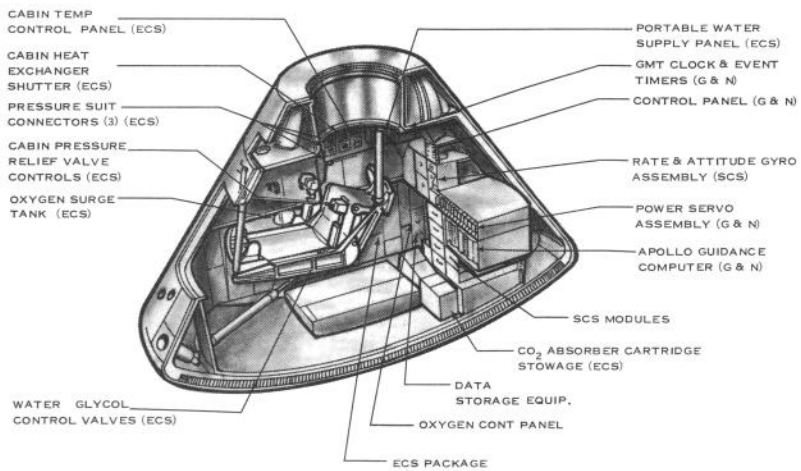 CABIN TEMP
CONTROL PANEL (ECS)
CABIN HEAT
EXCHANGER
SHUTTER (ECS)
PRESSURE SUIT
CONNECTORS (3) (ECS)
CABIN PRESSURE
RELIEF VALVE
CONTROLS (ECS)
OXYGEN SURGE
TANK (ECS)
WATER GLYCOL
CONTROL VALVES (ECS)
PORTABLE WATER
SUPPLY PANEL (ECS)
GMT CLOCK & EVENT
TIMERS (G & N)
CONTROL PANEL (G & N)
RATE & ATTITUDE GYRO
ASSEMBLY (SCS)
POWER SERVO
ASSEMBLY (G & N)
APOLLO GUIDANCE
COMPUTER (G & N)
SCS MODULES
CO₂ ABSORBER CARTRIDGE
STOWAGE (ECS)
DATA
STORAGE EQUIP.
OXYGEN CONT PANEL
ECS PACKAGE